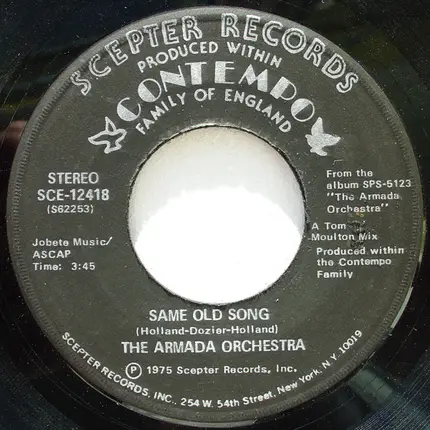 SCEPTER RECORDS
PRODUCED WITHIN
CONTEMPO
FAMILY OF ENGLAND
STEREO
SCE-12418
(S62253)
Jobete Music/
ASCAP
Time: 3:45
From the
album SPS-5123
"The Armada
Orchestra"
A Tom
Moulton Mix
Produced within
the Contempo
Family
SAME OLD SONG
(Holland-Dozier-Holland)
THE ARMADA ORCHESTRA
Ⓟ 1975 Scepter Records, Inc.
SCEPTER RECORDS, INC. 254 W. 54th Street, New York, N.Y. 10019